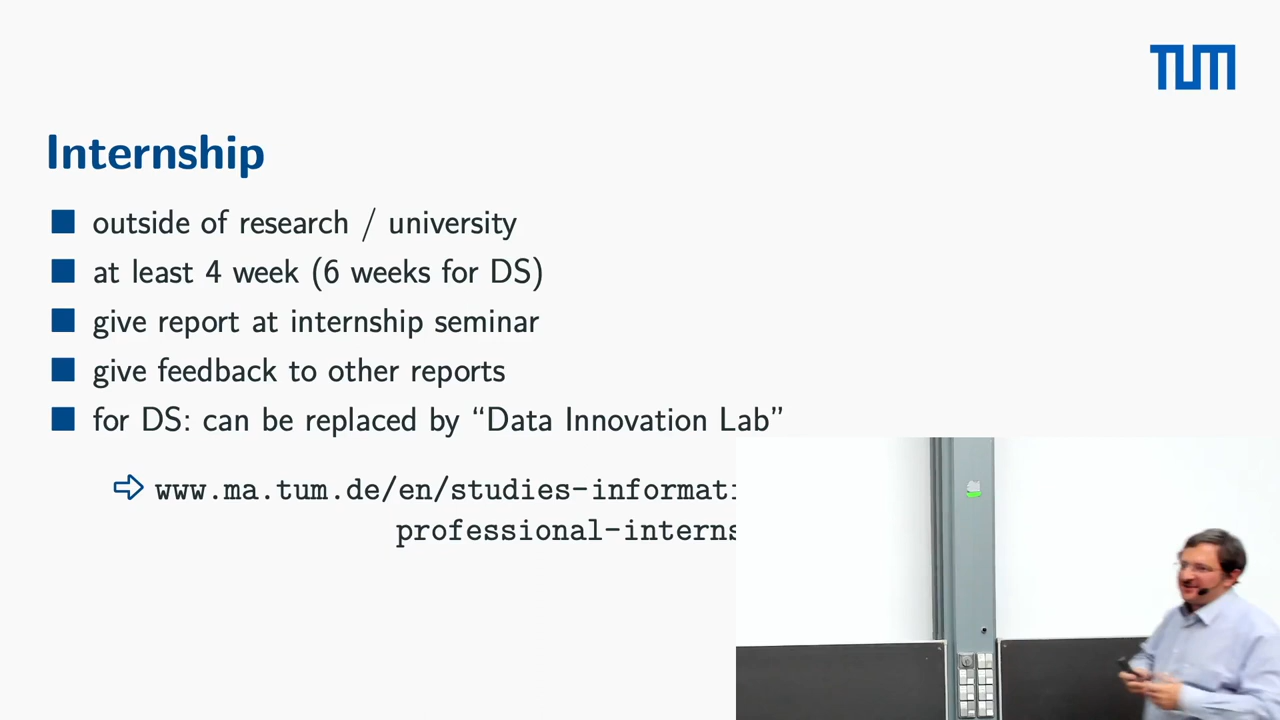 TUM
Internship
outside of research / university
at least 4 week (6 weeks for DS)
give report at internship seminar
give feedback to other reports
for DS: can be replaced by “Data Innovation Lab”
www.ma.tum.de/en/studies-informati
professional-interns